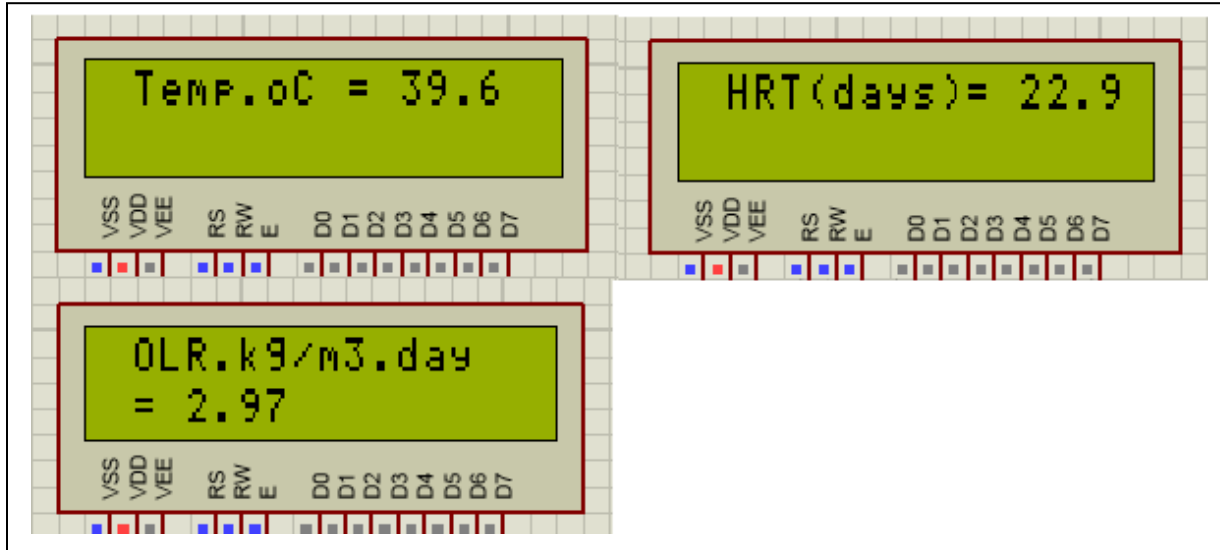 Temp.oC = 39.6
VSS VDD VEE RS RW E D0 D1 D2 D3 D4 D5 D6 D7
HRT(days)= 22.9
VSS VDD VEE RS RW E D0 D1 D2 D3 D4 D5 D6 D7
OLR.kg/m3.day
= 2.97
VSS VDD VEE RS RW E D0 D1 D2 D3 D4 D5 D6 D7